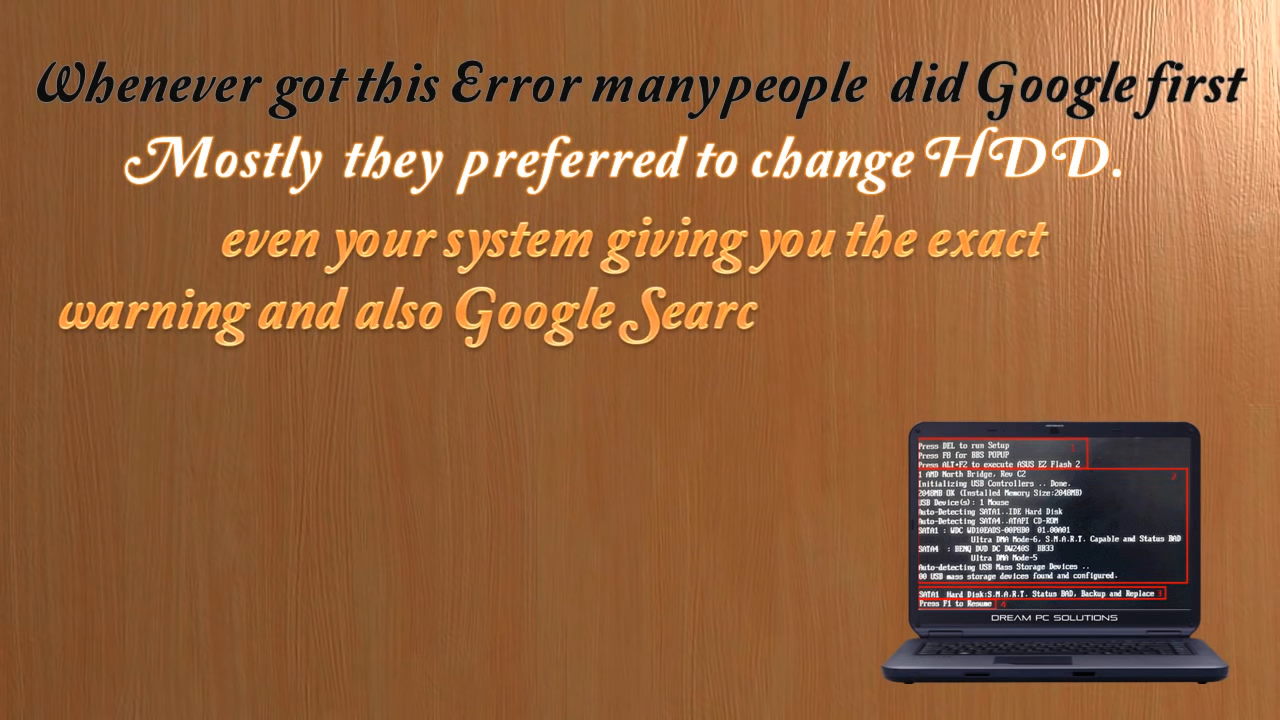 Whenever got this Error many people did Google first
Mostly they preferred to change HDD.
even your system giving you the exact
warning and also Google Searc
Press DEL to run Setup
Press F8 for BBS POPUP
Press ALT+F2 to execute ASUS EZ Flash 2
1 AMD North Bridge, Rev C2
Initializing USB Controllers .. Done.
2048MB OK (Installed Memory Size:2048MB)
USB Device(s): 1 Mouse
Auto-Detecting SATA1..IDE Hard Disk
Auto-Detecting SATA4..ATAPI CD-ROM
SATA1 : WDC WD10EADS-00P8B0 01.00A01
Ultra DMA Mode-6, S.M.A.R.T. Capable and Status BAD
SATA4 : BENQ DVD DC DW240S BB33
Ultra DMA Mode-5
Auto-detecting USB Mass Storage Devices ..
00 USB mass storage devices found and configured.
SATA1 Hard Disk:S.M.A.R.T. Status BAD, Backup and Replace 3
Press F1 to Resume 4
DREAM PC SOLUTIONS